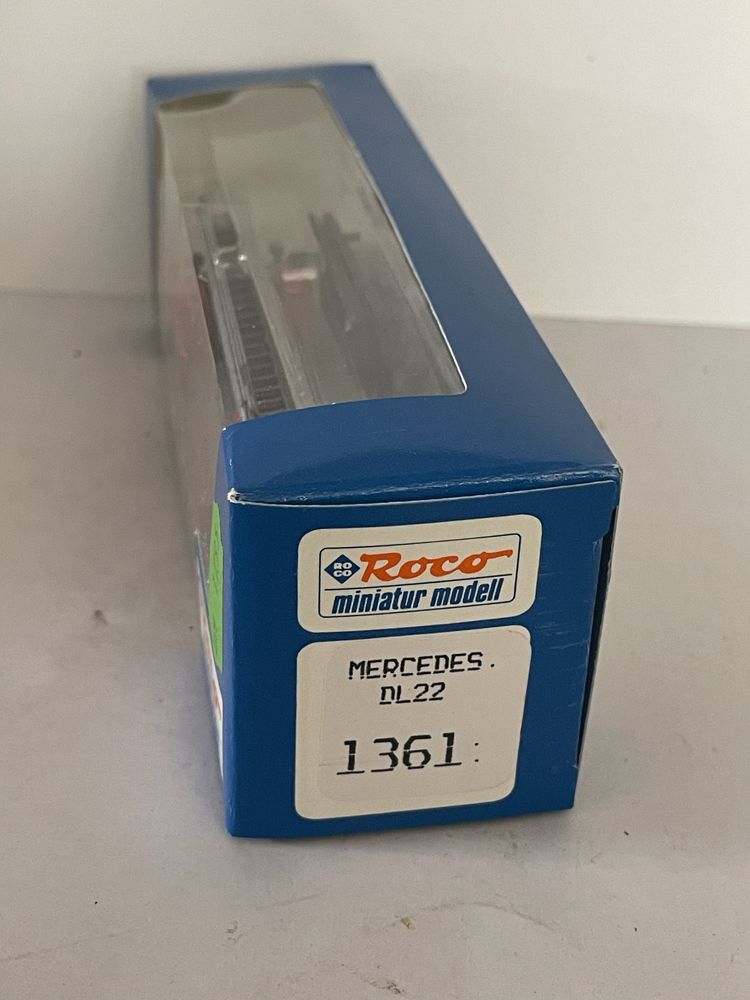 RO
CO
Roco
miniatur modell
MERCEDES.
DL22
1361: